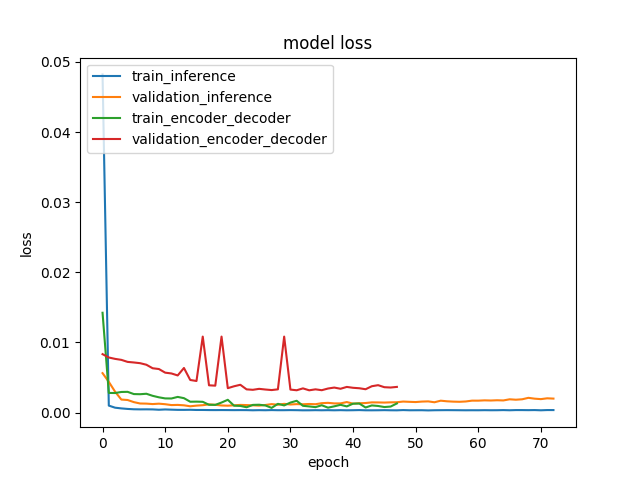 model loss
train_inference
validation_inference
train_encoder_decoder
validation_encoder_decoder
0.05
0.04
0.03
0.02
0.01
0.00
loss
0 10 20 30 40 50 60 70
epoch